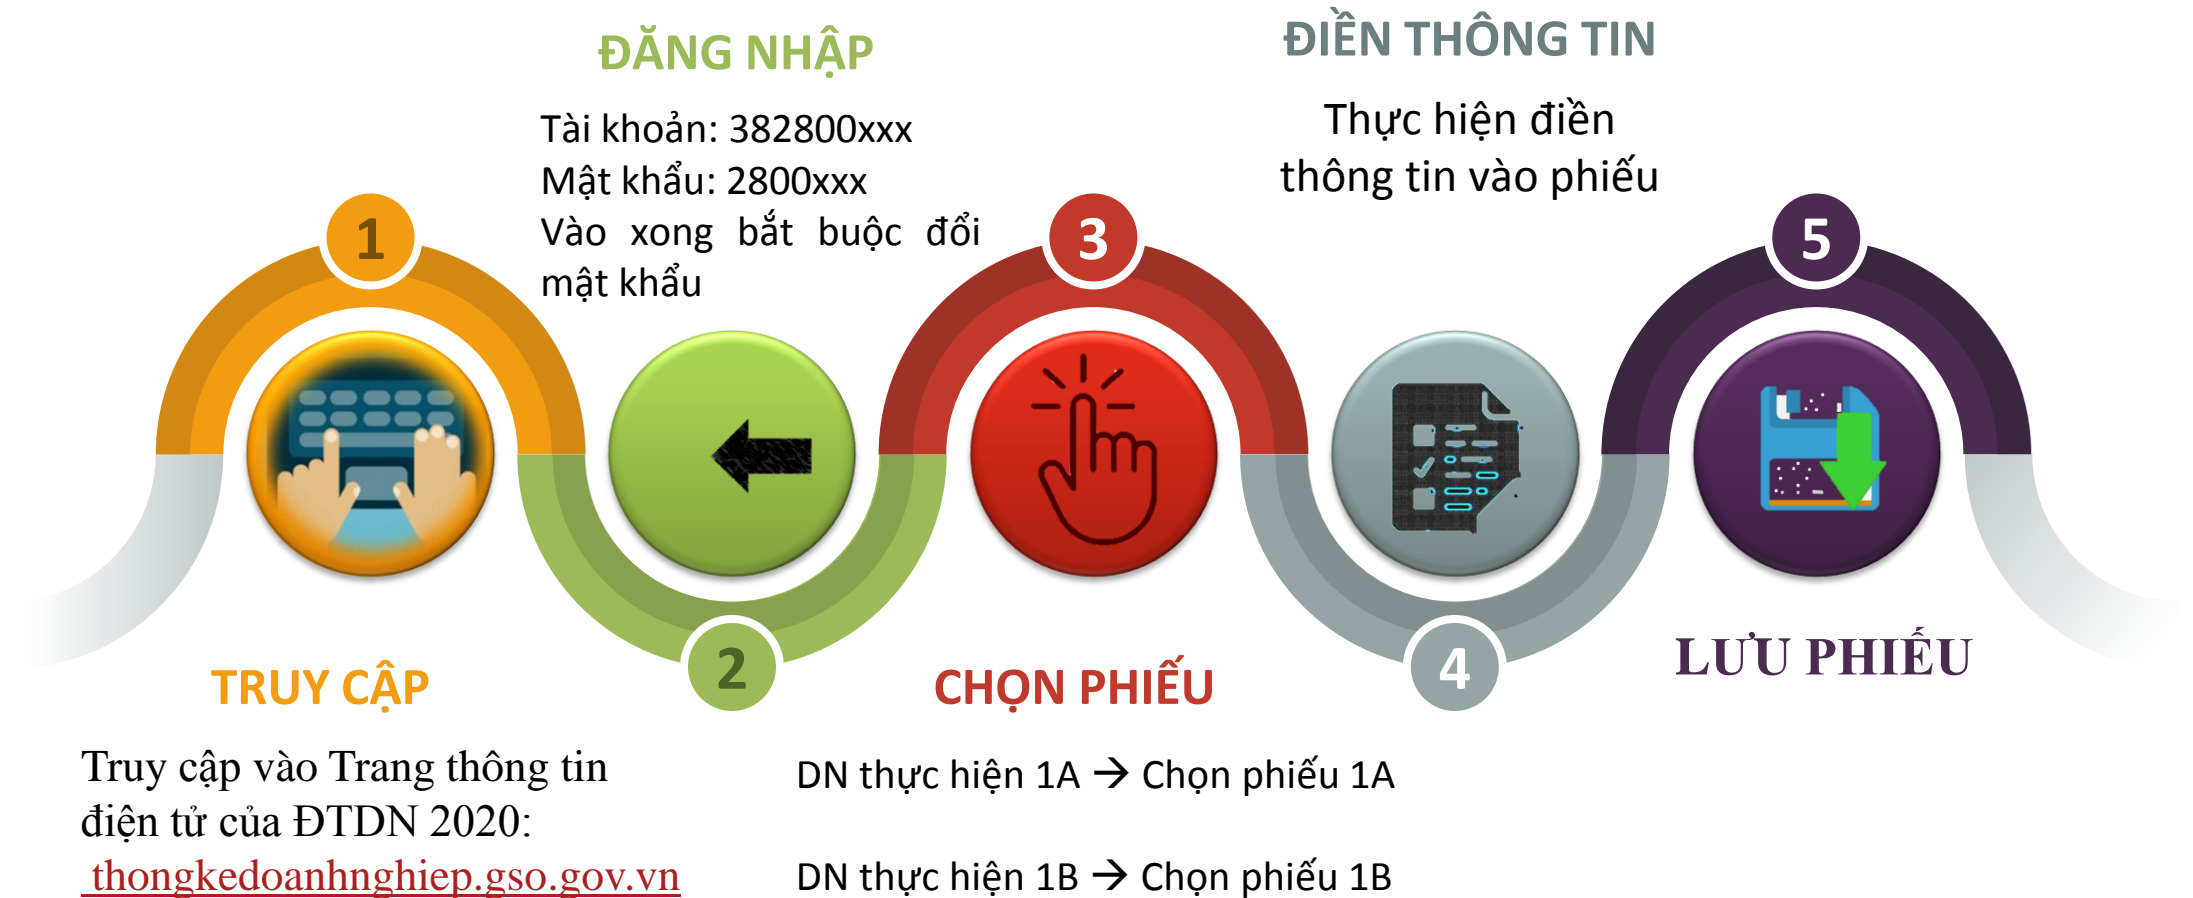 1
TRUY CẬP
Truy cập vào Trang thông tin
điện tử của ĐTDN 2020:
thongkedoanhnghiep.gso.gov.vn
ĐĂNG NHẬP
Tài khoản: 382800xxx
Mật khẩu: 2800xxx
Vào xong bắt buộc đổi
mật khẩu
2
3
CHỌN PHIẾU
DN thực hiện 1A → Chọn phiếu 1A
DN thực hiện 1B → Chọn phiếu 1B
ĐIỀN THÔNG TIN
Thực hiện điền
thông tin vào phiếu
4
5
LƯU PHIẾU